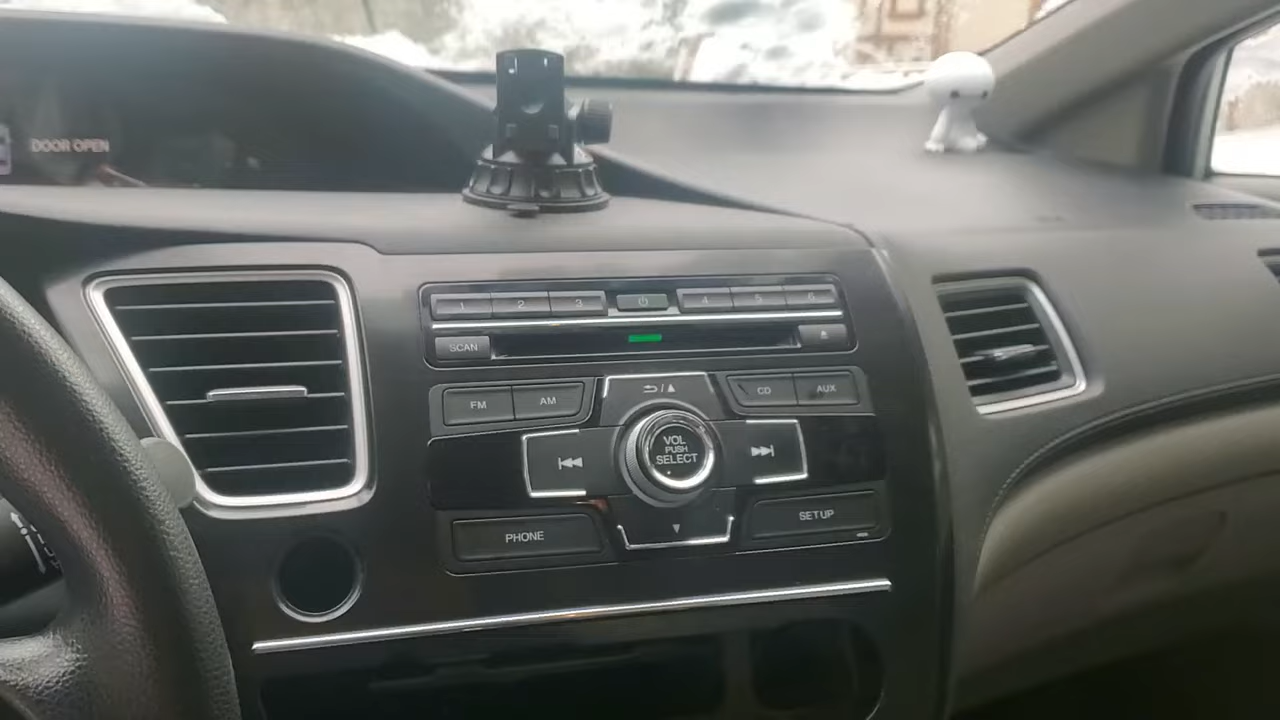 DOOR OPEN
1 2 3 4 5 6
SCAN
FM AM CD AUX
VOL
PUSH
SELECT
PHONE SETUP